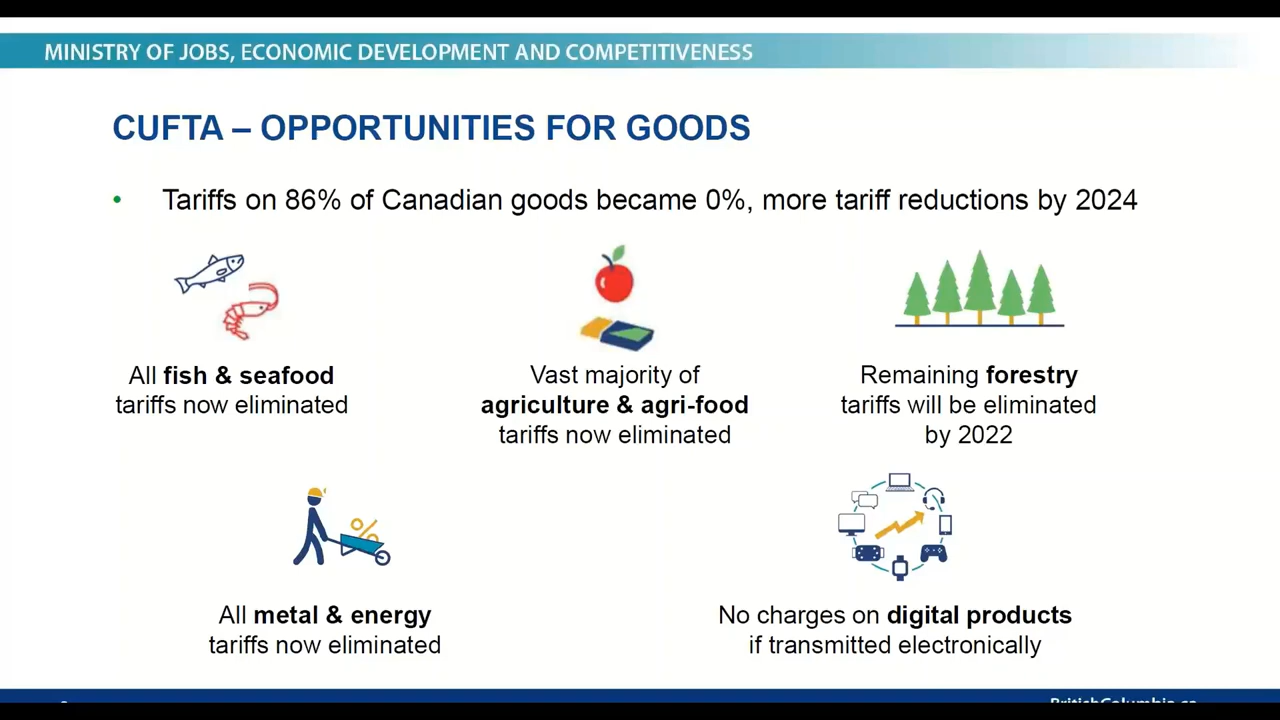 MINISTRY OF JOBS, ECONOMIC DEVELOPMENT AND COMPETITIVENESS
CUFTA – OPPORTUNITIES FOR GOODS
• Tariffs on 86% of Canadian goods became 0%, more tariff reductions by 2024
All fish & seafood
tariffs now eliminated
Vast majority of
agriculture & agri-food
tariffs now eliminated
Remaining forestry
tariffs will be eliminated
by 2022
%
All metal & energy
tariffs now eliminated
No charges on digital products
if transmitted electronically
BritishColumbia.ca